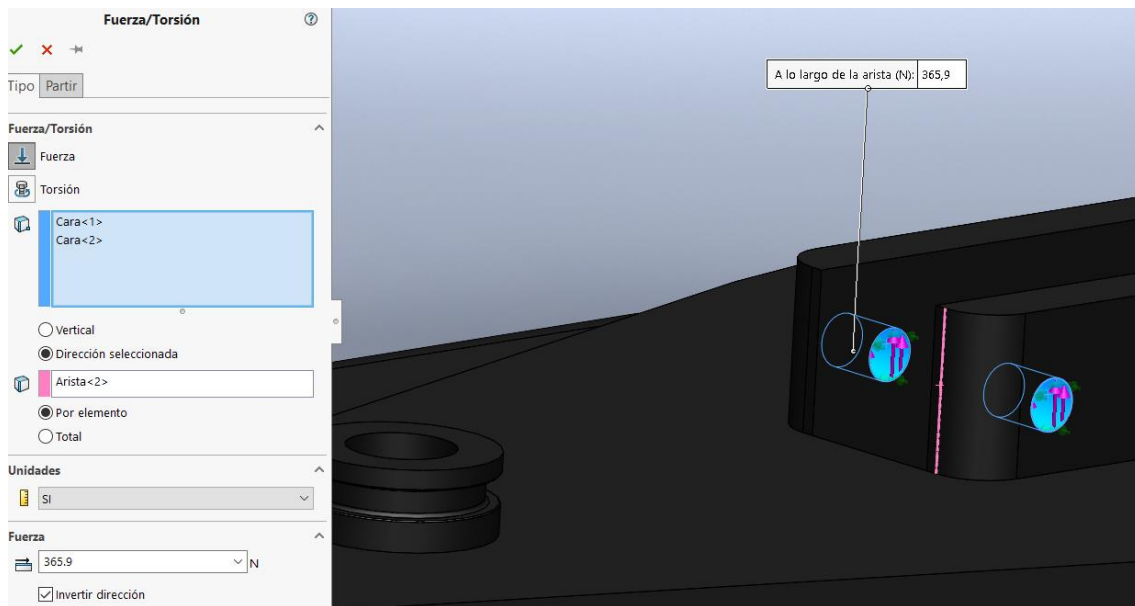 Fuerza/Torsión
Tipo Partir
Fuerza/Torsión
Fuerza
Torsión
Cara<1>
Cara<2>
Vertical
Dirección seleccionada
Arista<2>
Por elemento
Total
Unidades
SI
Fuerza
365.9 N
Invertir dirección
A lo largo de la arista (N): 365,9